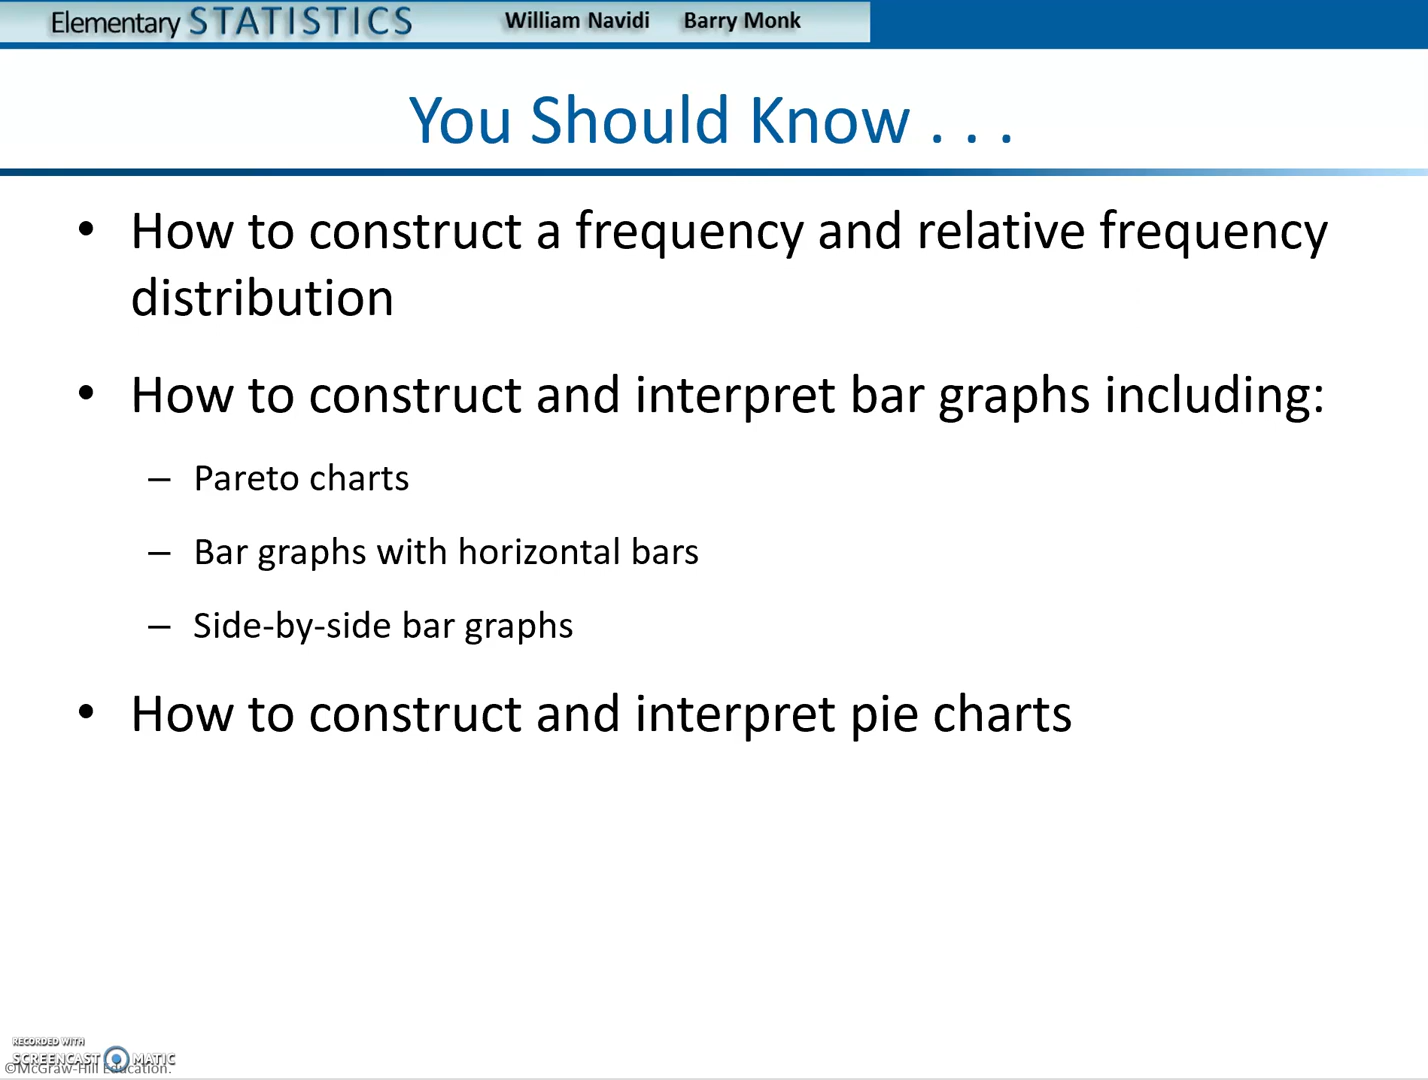 Elementary STATISTICS William Navidi Barry Monk
You Should Know . . .
• How to construct a frequency and relative frequency
distribution
• How to construct and interpret bar graphs including:
– Pareto charts
– Bar graphs with horizontal bars
– Side-by-side bar graphs
• How to construct and interpret pie charts
RECORDED WITH
SCREENCAST MATIC
©McGraw-Hill Education.